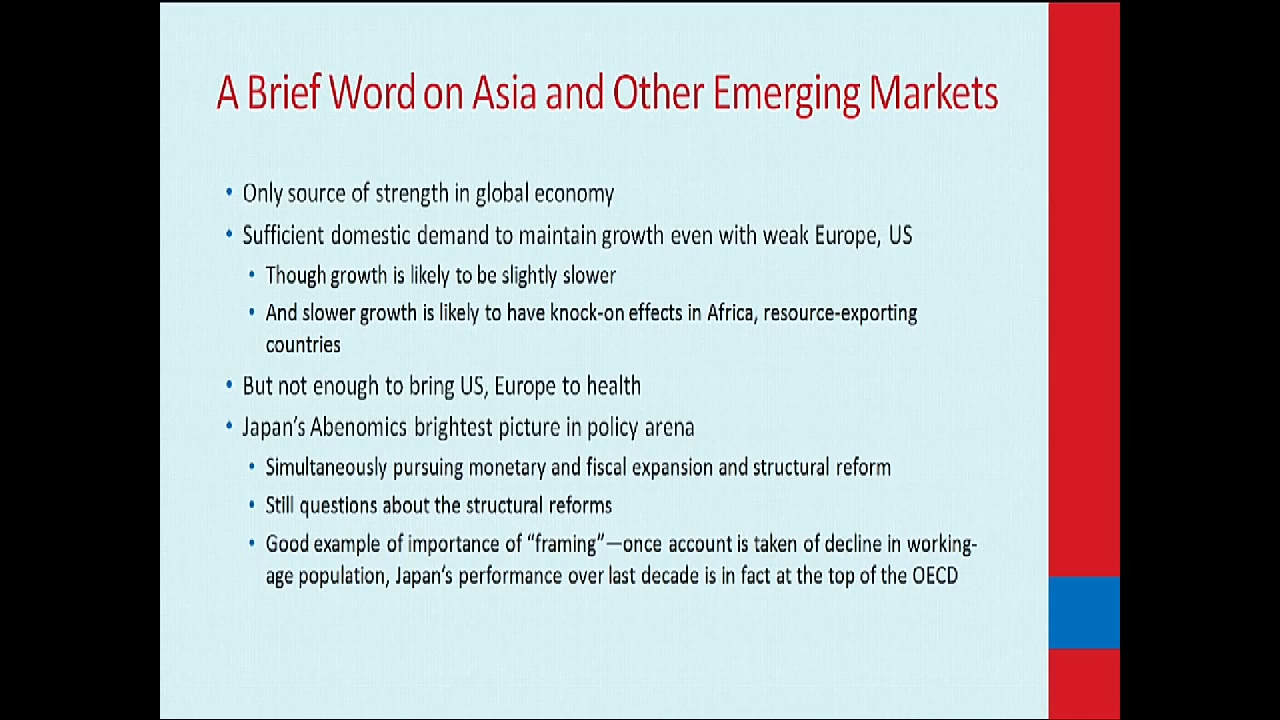 A Brief Word on Asia and Other Emerging Markets
• Only source of strength in global economy
• Sufficient domestic demand to maintain growth even with weak Europe, US
• Though growth is likely to be slightly slower
• And slower growth is likely to have knock-on effects in Africa, resource-exporting
countries
• But not enough to bring US, Europe to health
• Japan's Abenomics brightest picture in policy arena
• Simultaneously pursuing monetary and fiscal expansion and structural reform
• Still questions about the structural reforms
• Good example of importance of “framing”—once account is taken of decline in working-
age population, Japan's performance over last decade is in fact at the top of the OECD